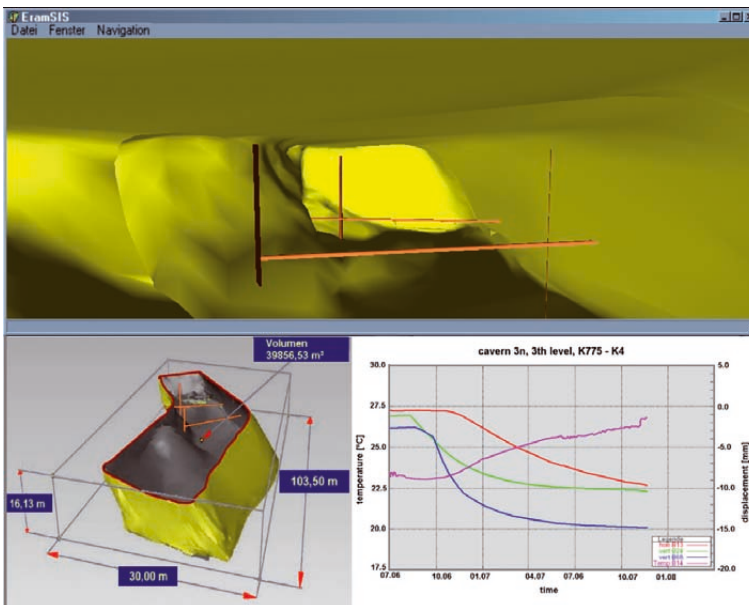 EramSIS
Datei Fenster Navigation
Volumen
39856,53 m³
103,50 m
16,13 m
30,00 m
cavern 3n, 3th level, K775 - K4
30.0
27.5
25.0
22.5
20.0
17.5
temperature [°C]
5.0
0.0
-5.0
-10.0
-15.0
-20.0
displacement [mm]
Legende
Temp B14
07.06 10.06 01.07 04.07 07.06 10.07 01.08
time